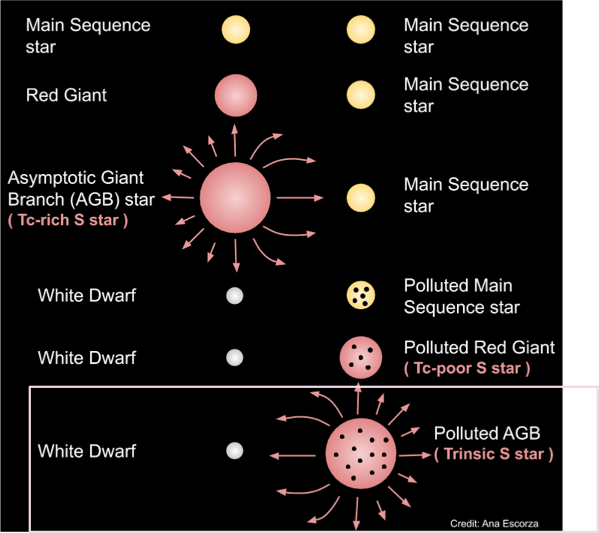 Main Sequence
star
Main Sequence
star
Red Giant
Main Sequence
star
Asymptotic Giant
Branch (AGB) star
( Tc-rich S star )
Main Sequence
star
White Dwarf
Polluted Main
Sequence star
White Dwarf
Polluted Red Giant
( Tc-poor S star )
White Dwarf
Polluted AGB
( Trinsic S star )
Credit: Ana Escorza